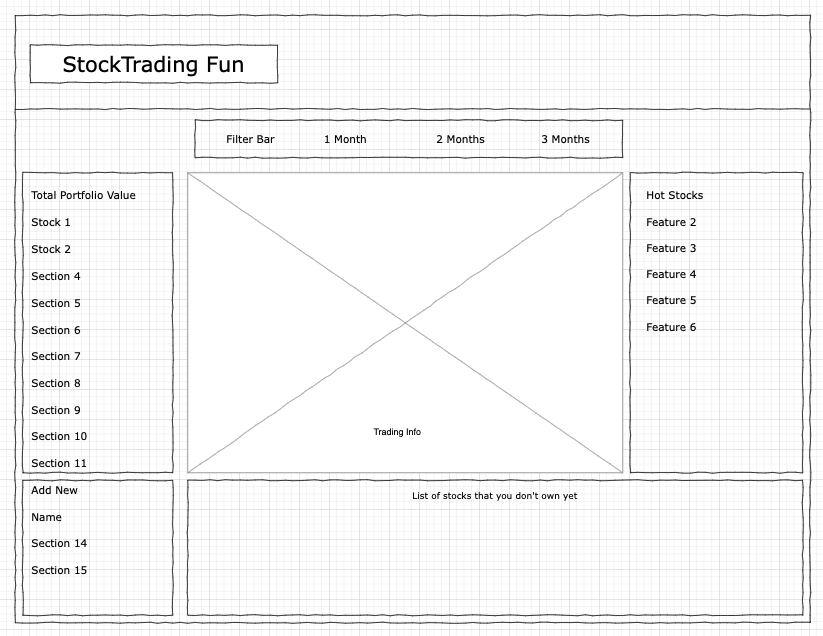 StockTrading Fun
Filter Bar 1 Month 2 Months 3 Months
Total Portfolio Value
Stock 1
Stock 2
Section 4
Section 5
Section 6
Section 7
Section 8
Section 9
Section 10
Section 11
Trading Info
Hot Stocks
Feature 2
Feature 3
Feature 4
Feature 5
Feature 6
Add New
Name
Section 14
Section 15
List of stocks that you don't own yet